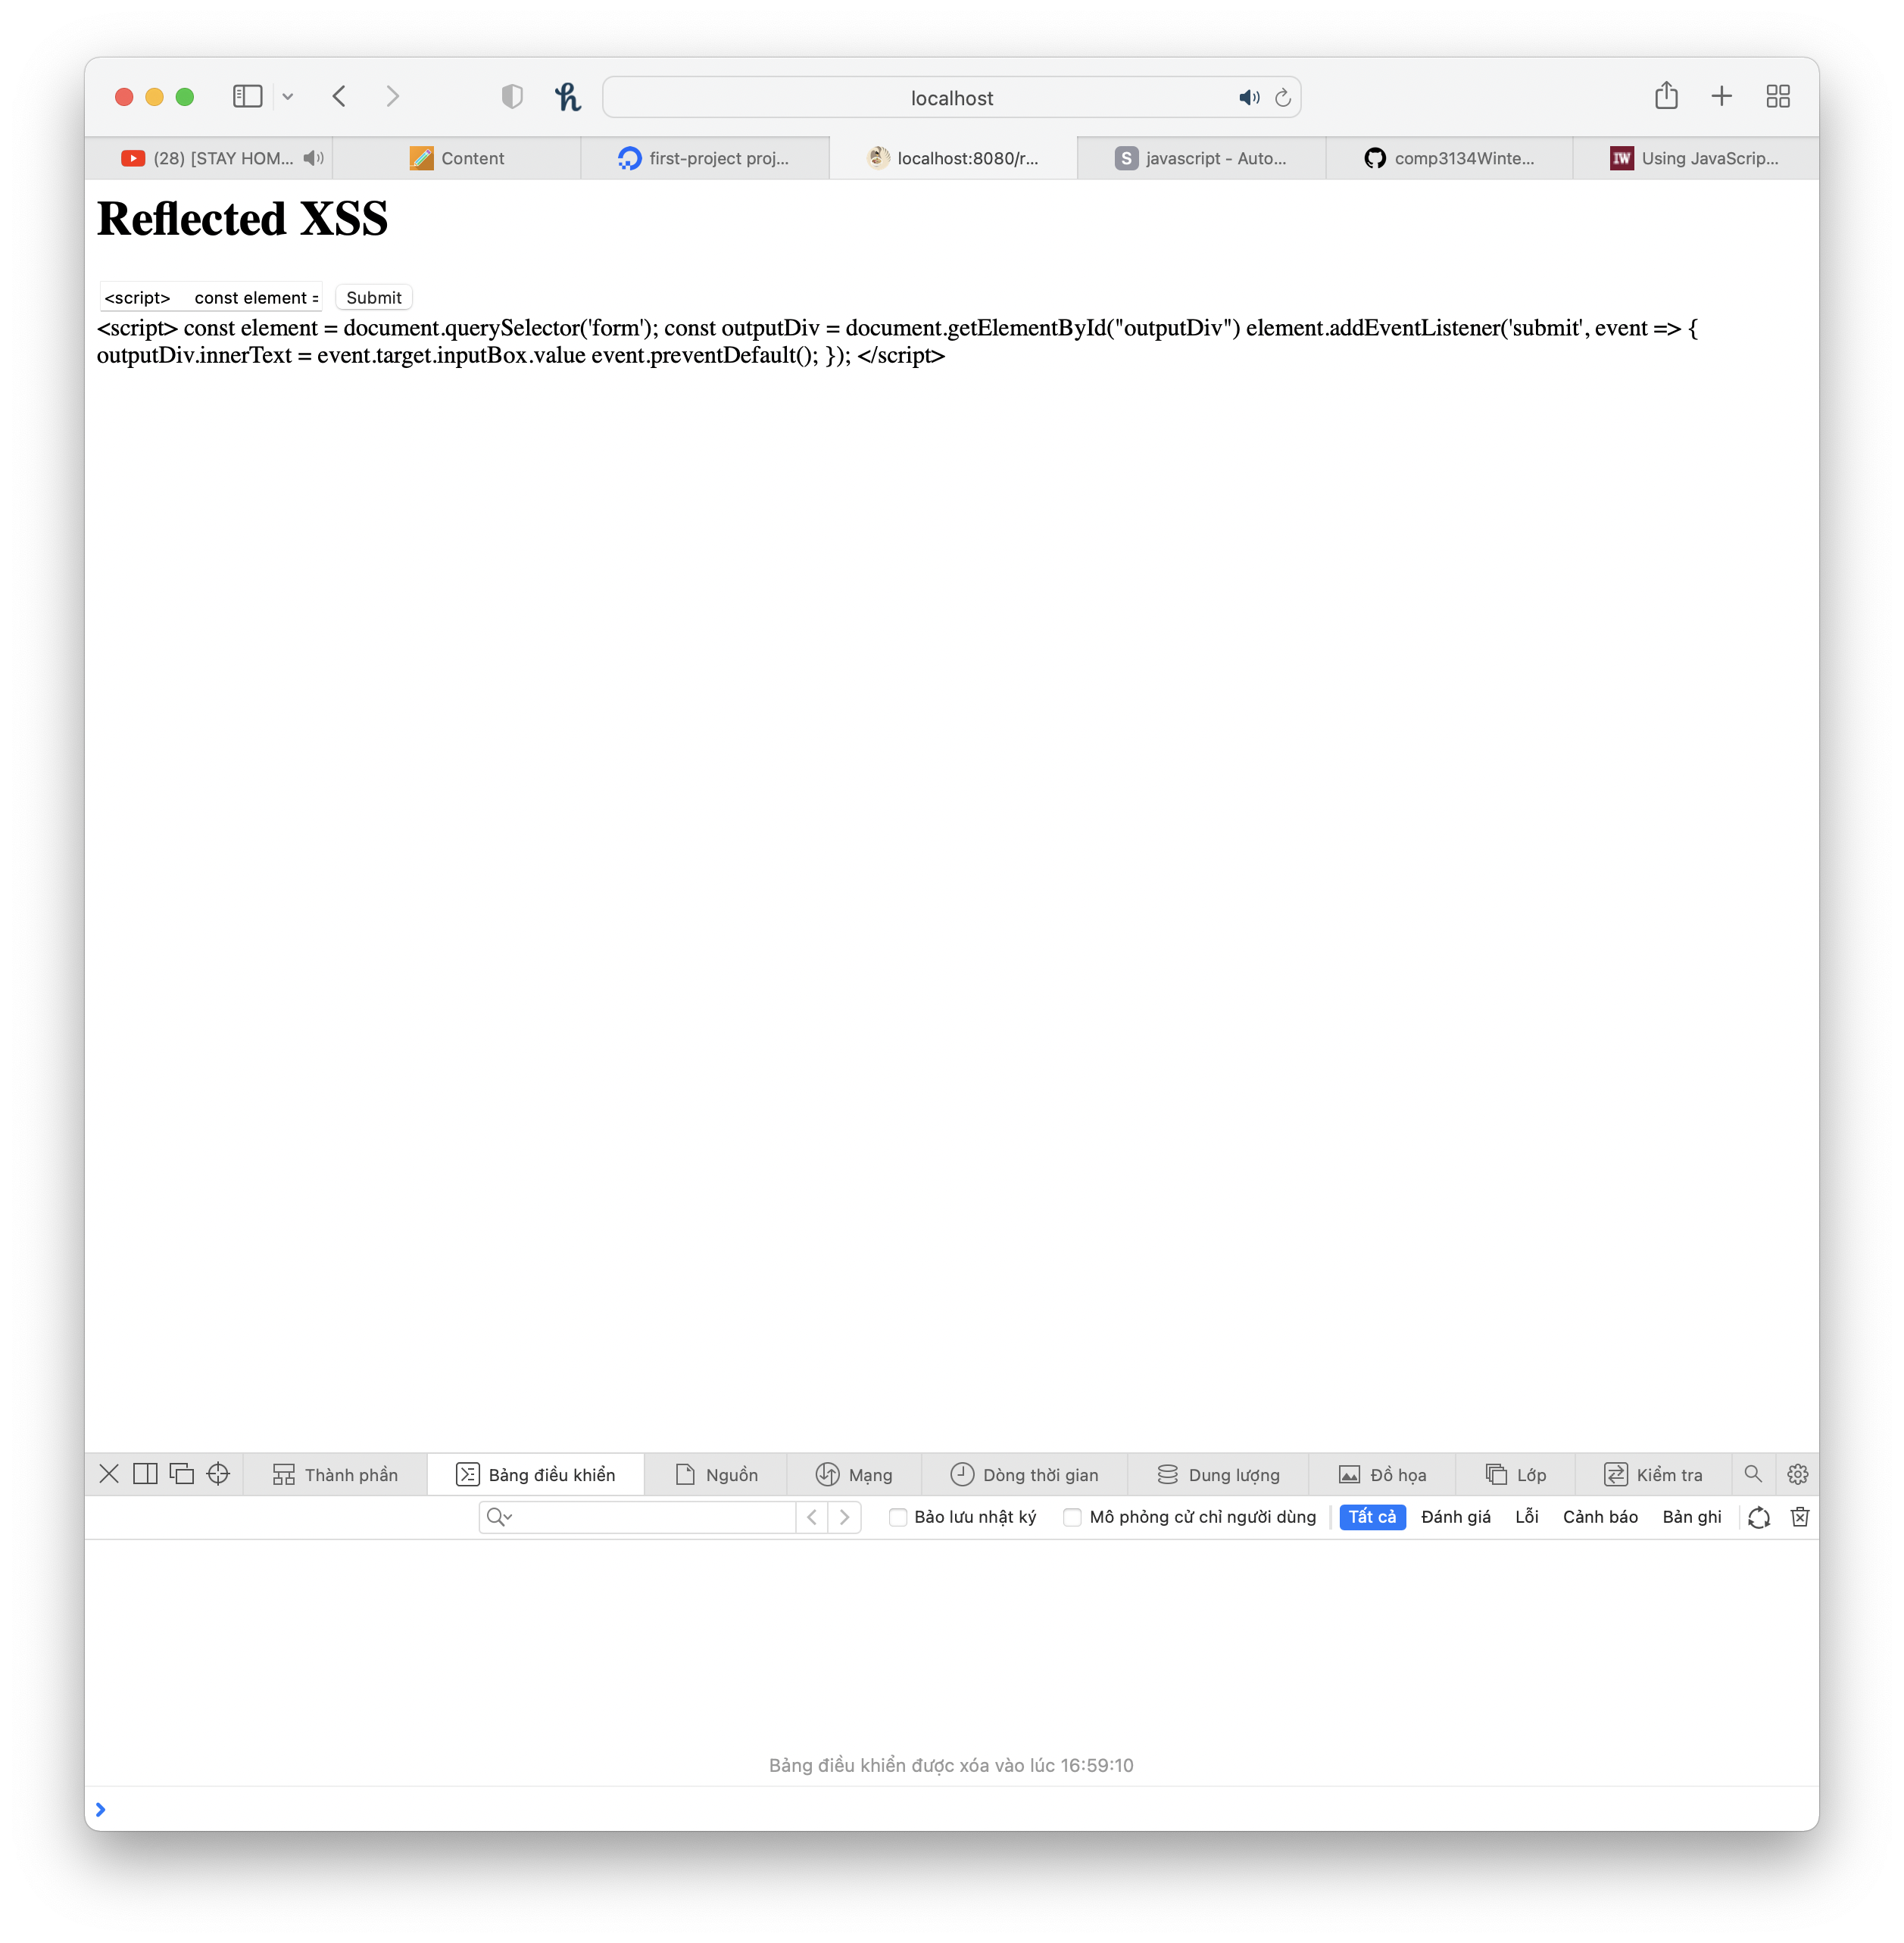 localhost
(28) [STAY HOM...
Content
first-project proj...
localhost:8080/r...
S
javascript - Auto...
comp3134Winte...
IW
Using JavaScrip...
Reflected XSS
<script>     const element =
Submit
<script> const element = document.querySelector('form'); const outputDiv = document.getElementById("outputDiv") element.addEventListener('submit', event => {
outputDiv.innerText = event.target.inputBox.value event.preventDefault(); }); </script>
Thành phần
Bảng điều khiển
Nguồn
Mạng
Dòng thời gian
Dung lượng
Đồ họa
Lớp
Kiểm tra
Bảo lưu nhật ký
Mô phỏng cử chỉ người dùng
Tất cả
Đánh giá
Lỗi
Cảnh báo
Bản ghi
Bảng điều khiển được xóa vào lúc 16:59:10